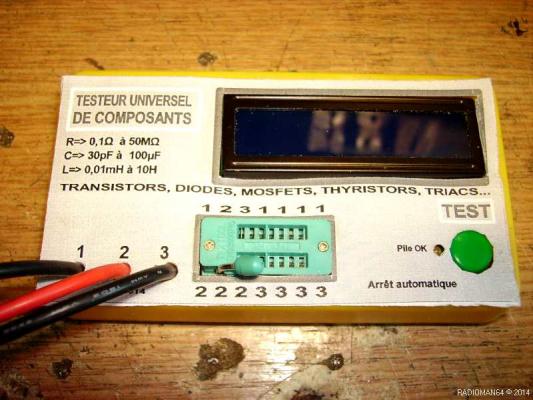 TESTEUR UNIVERSEL
DE COMPOSANTS
R=> 0,1Ω à 50MΩ
C=> 30pF à 100µF
L=> 0,01mH à 10H
TRANSISTORS, DIODES, MOSFETS, THYRISTORS, TRIACS...
TEST
1 2 3 1 1 1 1
1 2 3
Pile OK
2 2 2 3 3 3 3
Arrêt automatique
RADIOMAN64 © 2014